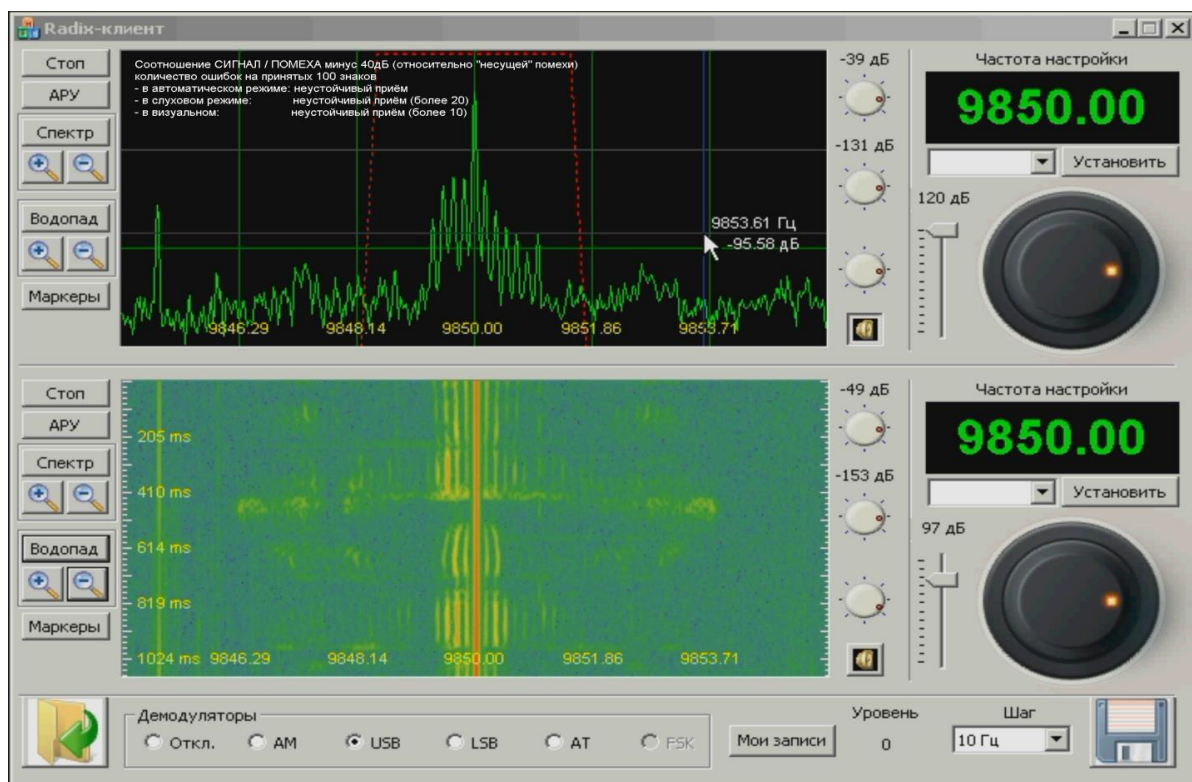 Radix-клиент
Стоп
АРУ
Спектр
Водопад
Маркеры
Соотношение СИГНАЛ / ПОМЕХА минус 40дБ (относительно "несущей" помехи)
количество ошибок на принятых 100 знаков
- в автоматическом режиме: неустойчивый приём
- в слуховом режиме: неустойчивый приём (более 20)
- в визуальном: неустойчивый приём (более 10)
9853.61 Гц
-95.58 дБ
9846.29 9848.14 9850.00 9851.86 9853.71
-39 дБ
-131 дБ
Частота настройки
9850.00
Установить
120 дБ
Стоп
АРУ
Спектр
Водопад
Маркеры
205 ms
410 ms
614 ms
819 ms
1024 ms 9846.29 9848.14 9850.00 9851.86 9853.71
-49 дБ
-153 дБ
Частота настройки
9850.00
Установить
97 дБ
Демодуляторы
Откл. AM USB LSB AT FSK
Мои записи
Уровень
0
Шаг
10 Гц